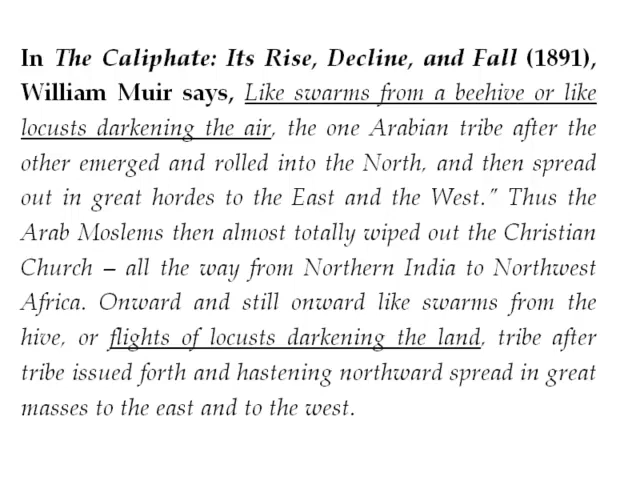 In The Caliphate: Its Rise, Decline, and Fall (1891),
William Muir says, Like swarms from a beehive or like
locusts darkening the air, the one Arabian tribe after the
other emerged and rolled into the North, and then spread
out in great hordes to the East and the West." Thus the
Arab Moslems then almost totally wiped out the Christian
Church – all the way from Northern India to Northwest
Africa. Onward and still onward like swarms from the
hive, or flights of locusts darkening the land, tribe after
tribe issued forth and hastening northward spread in great
masses to the east and to the west.